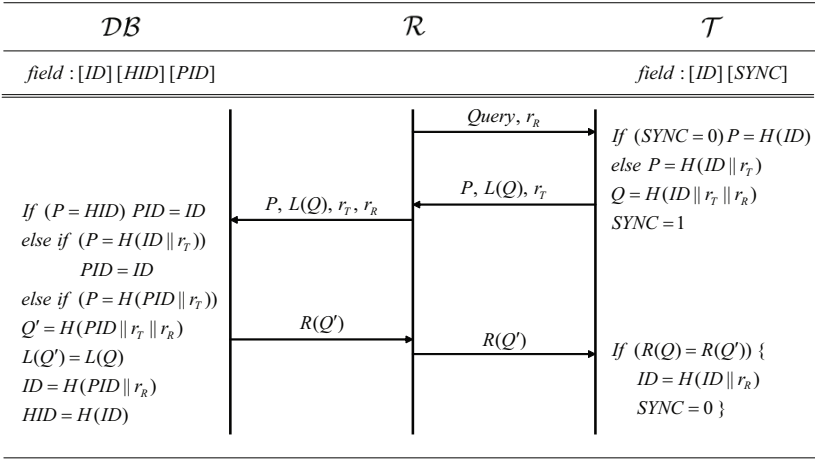 DB R T
field : [ID] [HID] [PID]
field : [ID] [SYNC]
Query, r_R
If (SYNC = 0) P = H(ID)
else P = H(ID || r_T)
Q = H(ID || r_T || r_R)
SYNC = 1
P, L(Q), r_T
P, L(Q), r_T, r_R
If (P = HID) PID = ID
else if (P = H(ID || r_T))
PID = ID
else if (P = H(PID || r_T))
Q′ = H(PID || r_T || r_R)
L(Q′) = L(Q)
ID = H(PID || r_R)
HID = H(ID)
R(Q′)
R(Q′)
If (R(Q) = R(Q′)) {
ID = H(ID || r_R)
SYNC = 0 }